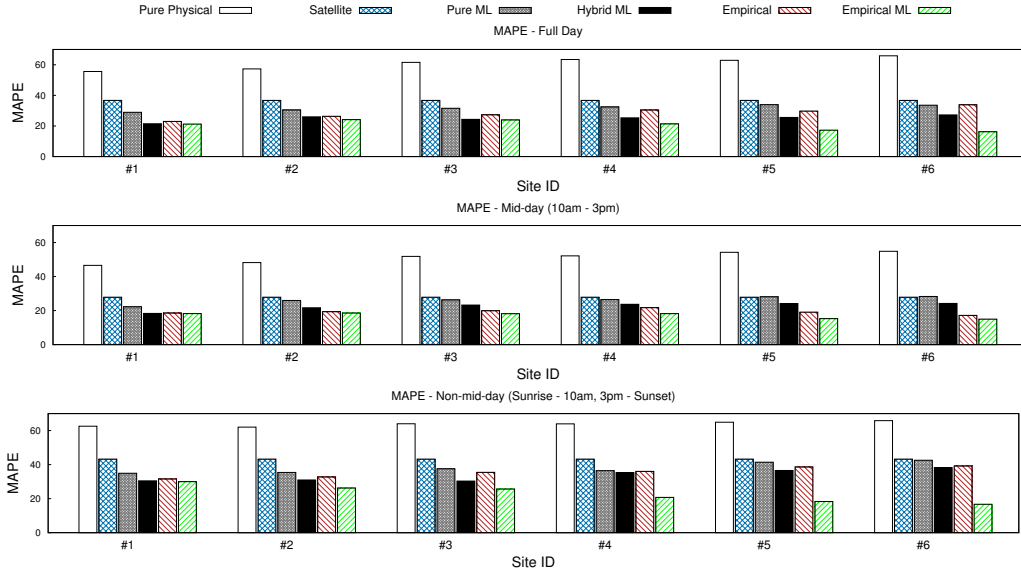 Pure Physical Satellite Pure ML Hybrid ML Empirical Empirical ML
MAPE - Full Day
MAPE
60
40
20
0
#1 #2 #3 #4 #5 #6
Site ID
MAPE - Mid-day (10am - 3pm)
MAPE
60
40
20
0
#1 #2 #3 #4 #5 #6
Site ID
MAPE - Non-mid-day (Sunrise - 10am, 3pm - Sunset)
MAPE
60
40
20
0
#1 #2 #3 #4 #5 #6
Site ID